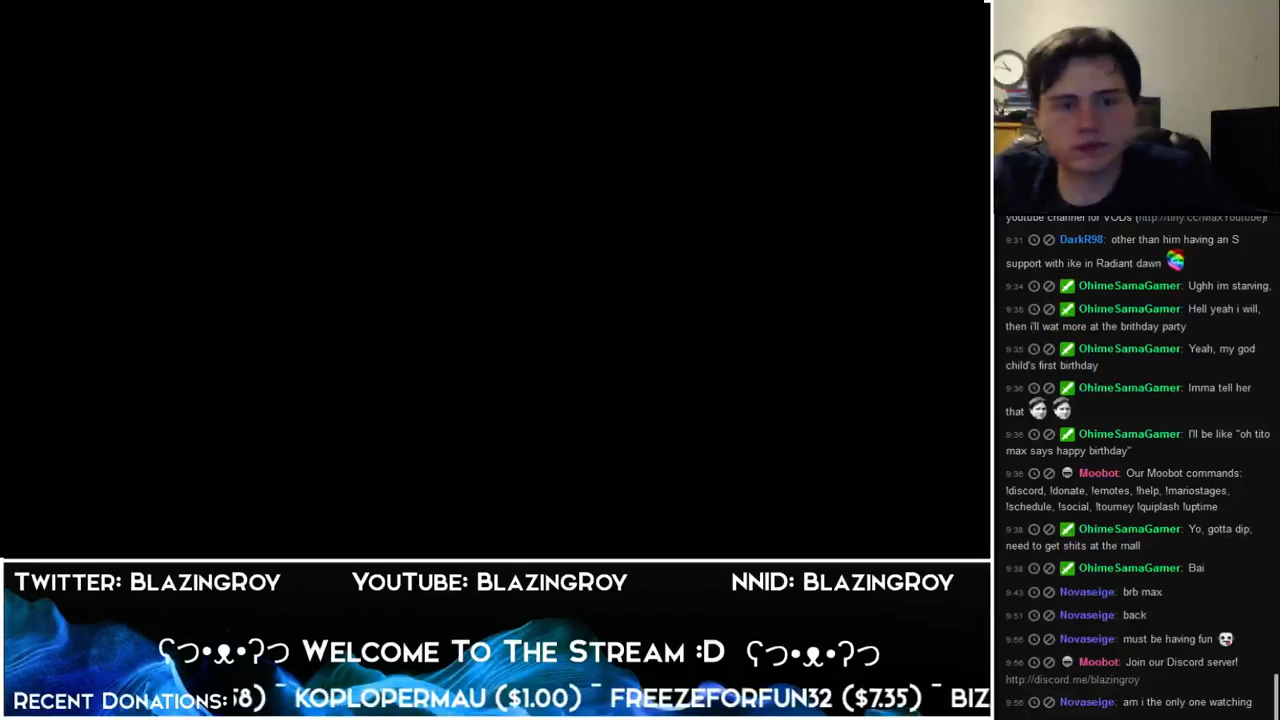 youtube channel for VODs (http://tiny.cc/MaxYoutube)!
9:31 DarkR98: other than him having an S
support with ike in Radiant dawn
9:34 OhimeSamaGamer: Ughh im starving,
9:35 OhimeSamaGamer: Hell yeah i will,
then i'll wat more at the brithday party
9:35 OhimeSamaGamer: Yeah, my god
child's first birthday
9:36 OhimeSamaGamer: Imma tell her
that
9:36 OhimeSamaGamer: I'll be like "oh tito
max says happy birthday"
9:36 Moobot: Our Moobot commands:
!discord, !donate, !emotes, !help, !mariostages,
!schedule, !social, !tourney !quiplash !uptime
9:38 OhimeSamaGamer: Yo, gotta dip,
need to get shits at the mall
9:38 OhimeSamaGamer: Bai
9:43 Novaseige: brb max
9:51 Novaseige: back
9:56 Novaseige: must be having fun
9:56 Moobot: Join our Discord server!
http://discord.me/blazingroy
9:56 Novaseige: am i the only one watching
Twitter: BlazingRoy YouTube: BlazingRoy NNID: BlazingRoy
ʕつ•ᴥ•ʔつ Welcome To The Stream :D ʕつ•ᴥ•ʔつ
Recent Donations: 8) ~ KOPLOPERMAU ($1.00) ~ FREEZEFORFUN32 ($7.35) ~ BIZ